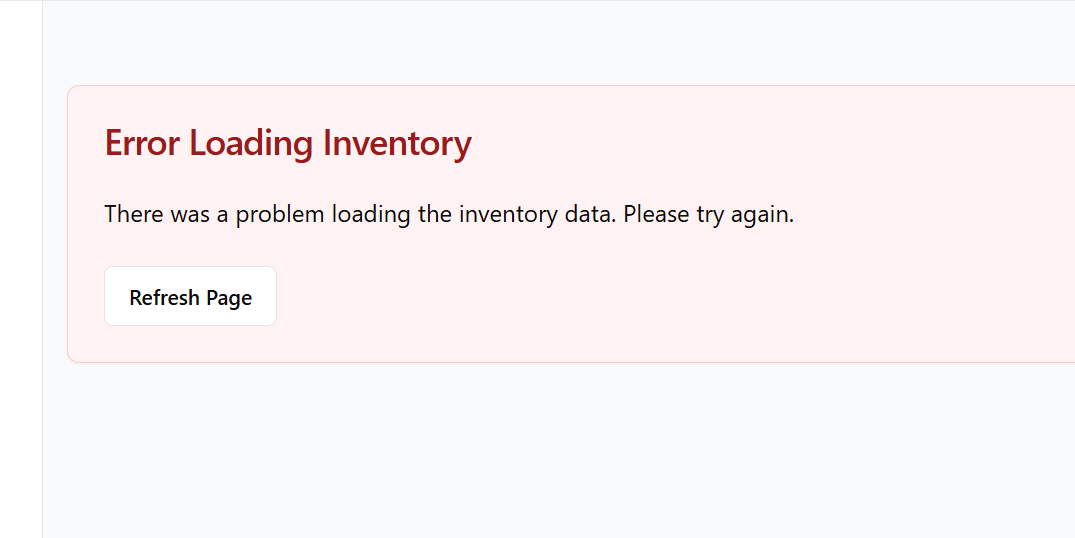 Error Loading Inventory
There was a problem loading the inventory data. Please try again.
Refresh Page